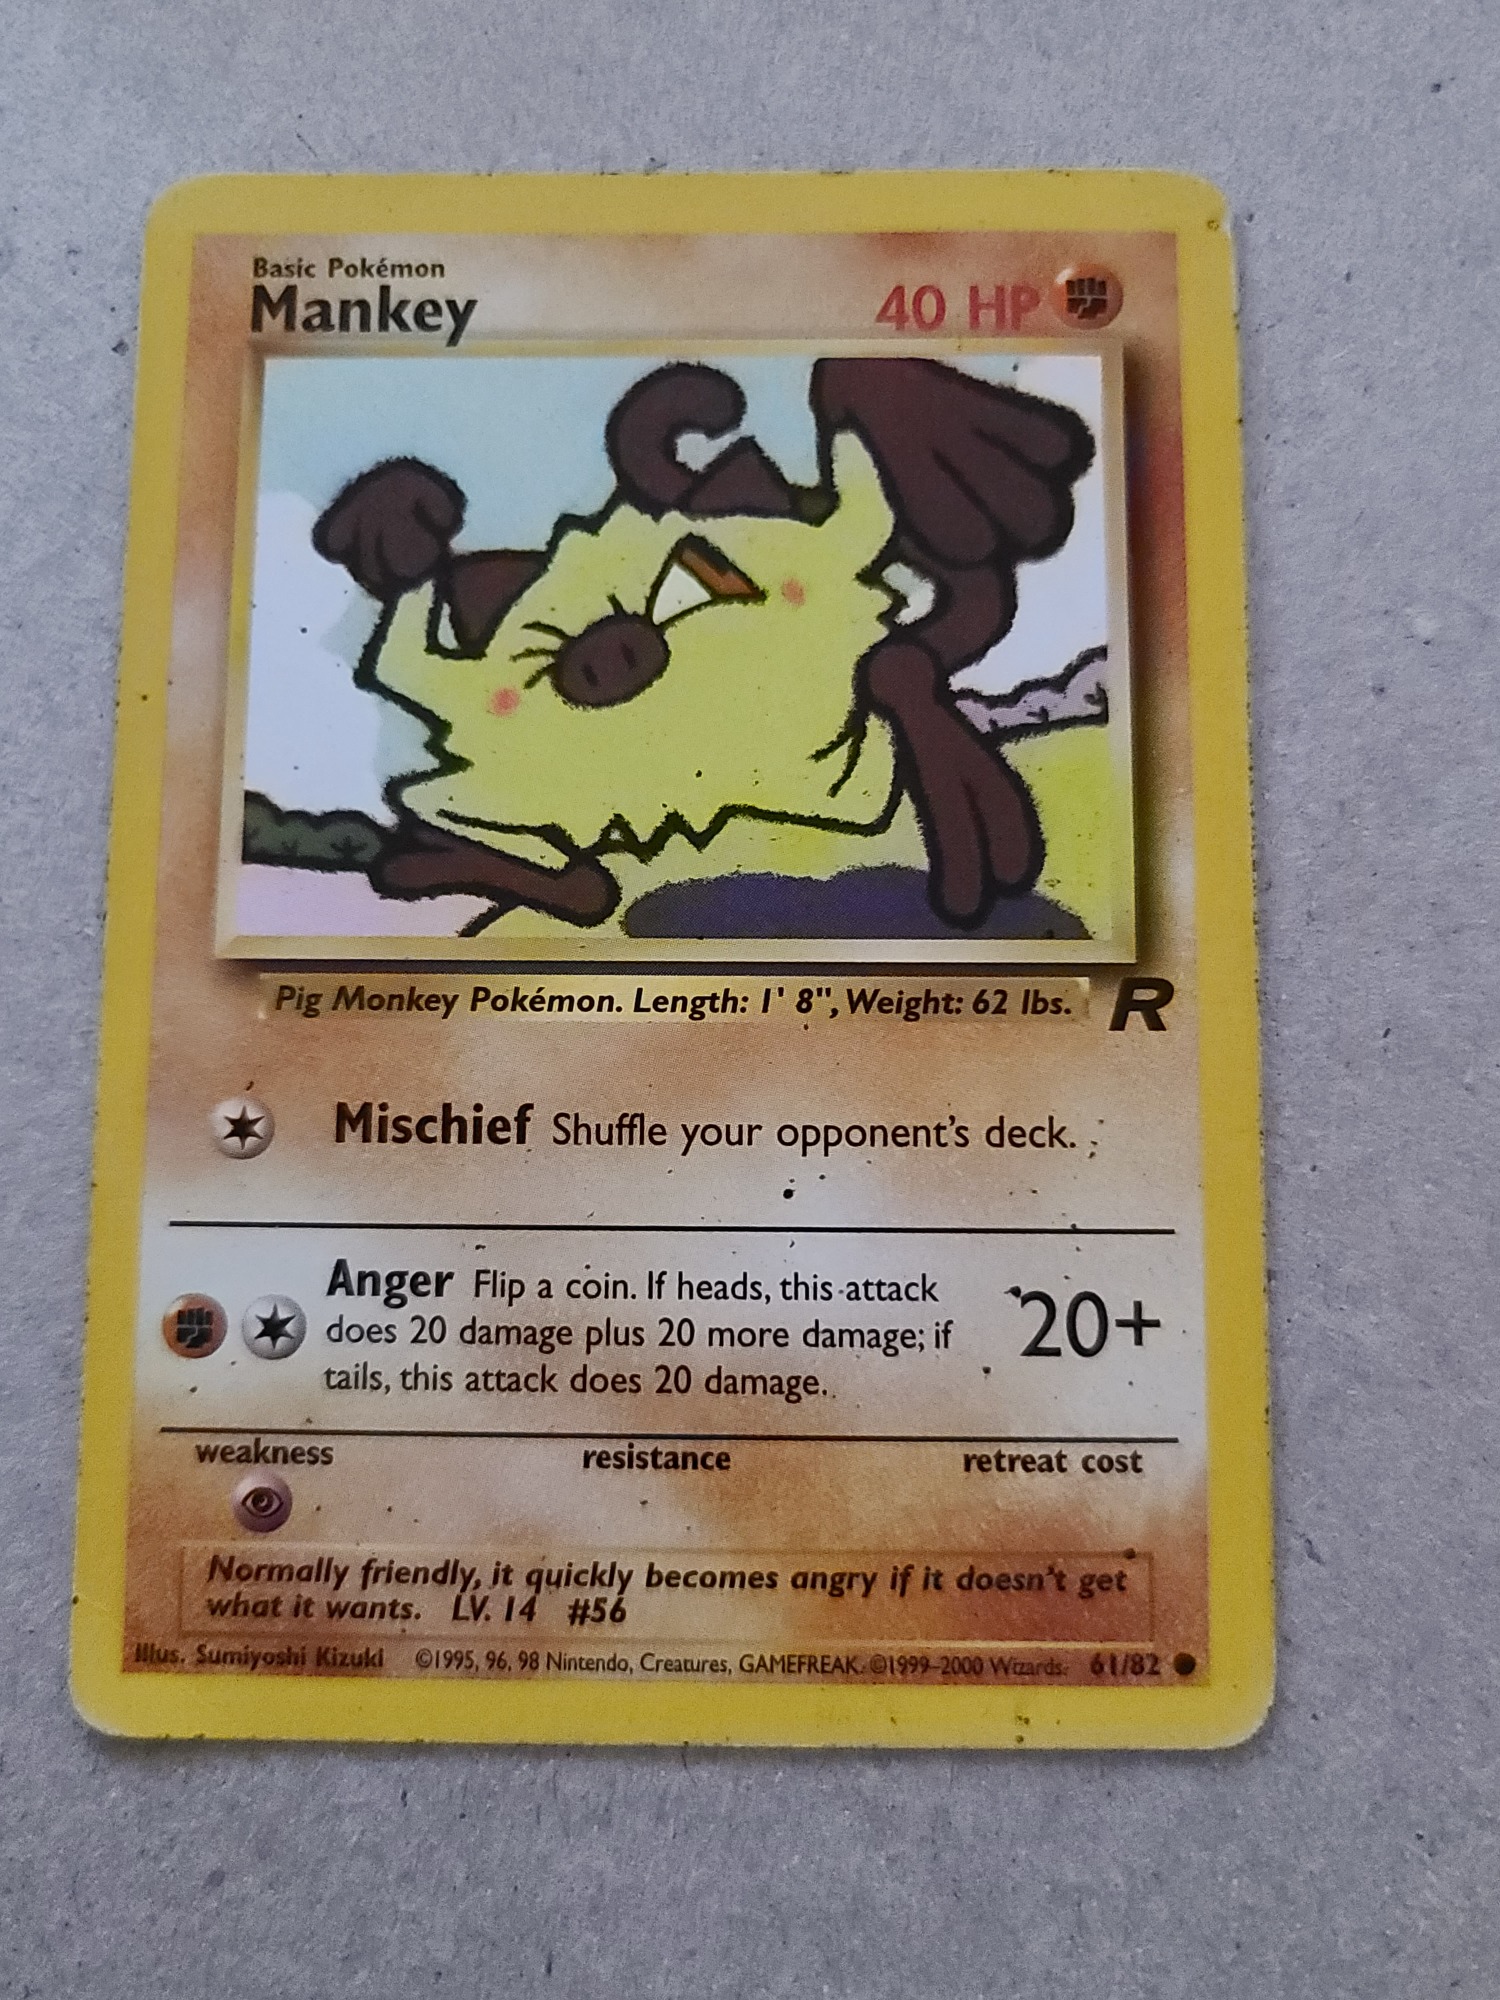 Basic Pokémon
Mankey
40 HP
Pig Monkey Pokémon. Length: 1' 8", Weight: 62 lbs.
R
Mischief Shuffle your opponent's deck.
Anger Flip a coin. If heads, this attack
does 20 damage plus 20 more damage; if
tails, this attack does 20 damage.
20+
weakness resistance retreat cost
Normally friendly, it quickly becomes angry if it doesn't get
what it wants. LV. 14 #56
Illus. Sumiyoshi Kizuki ©1995, 96, 98 Nintendo, Creatures, GAMEFREAK. ©1999–2000 Wizards. 61/82